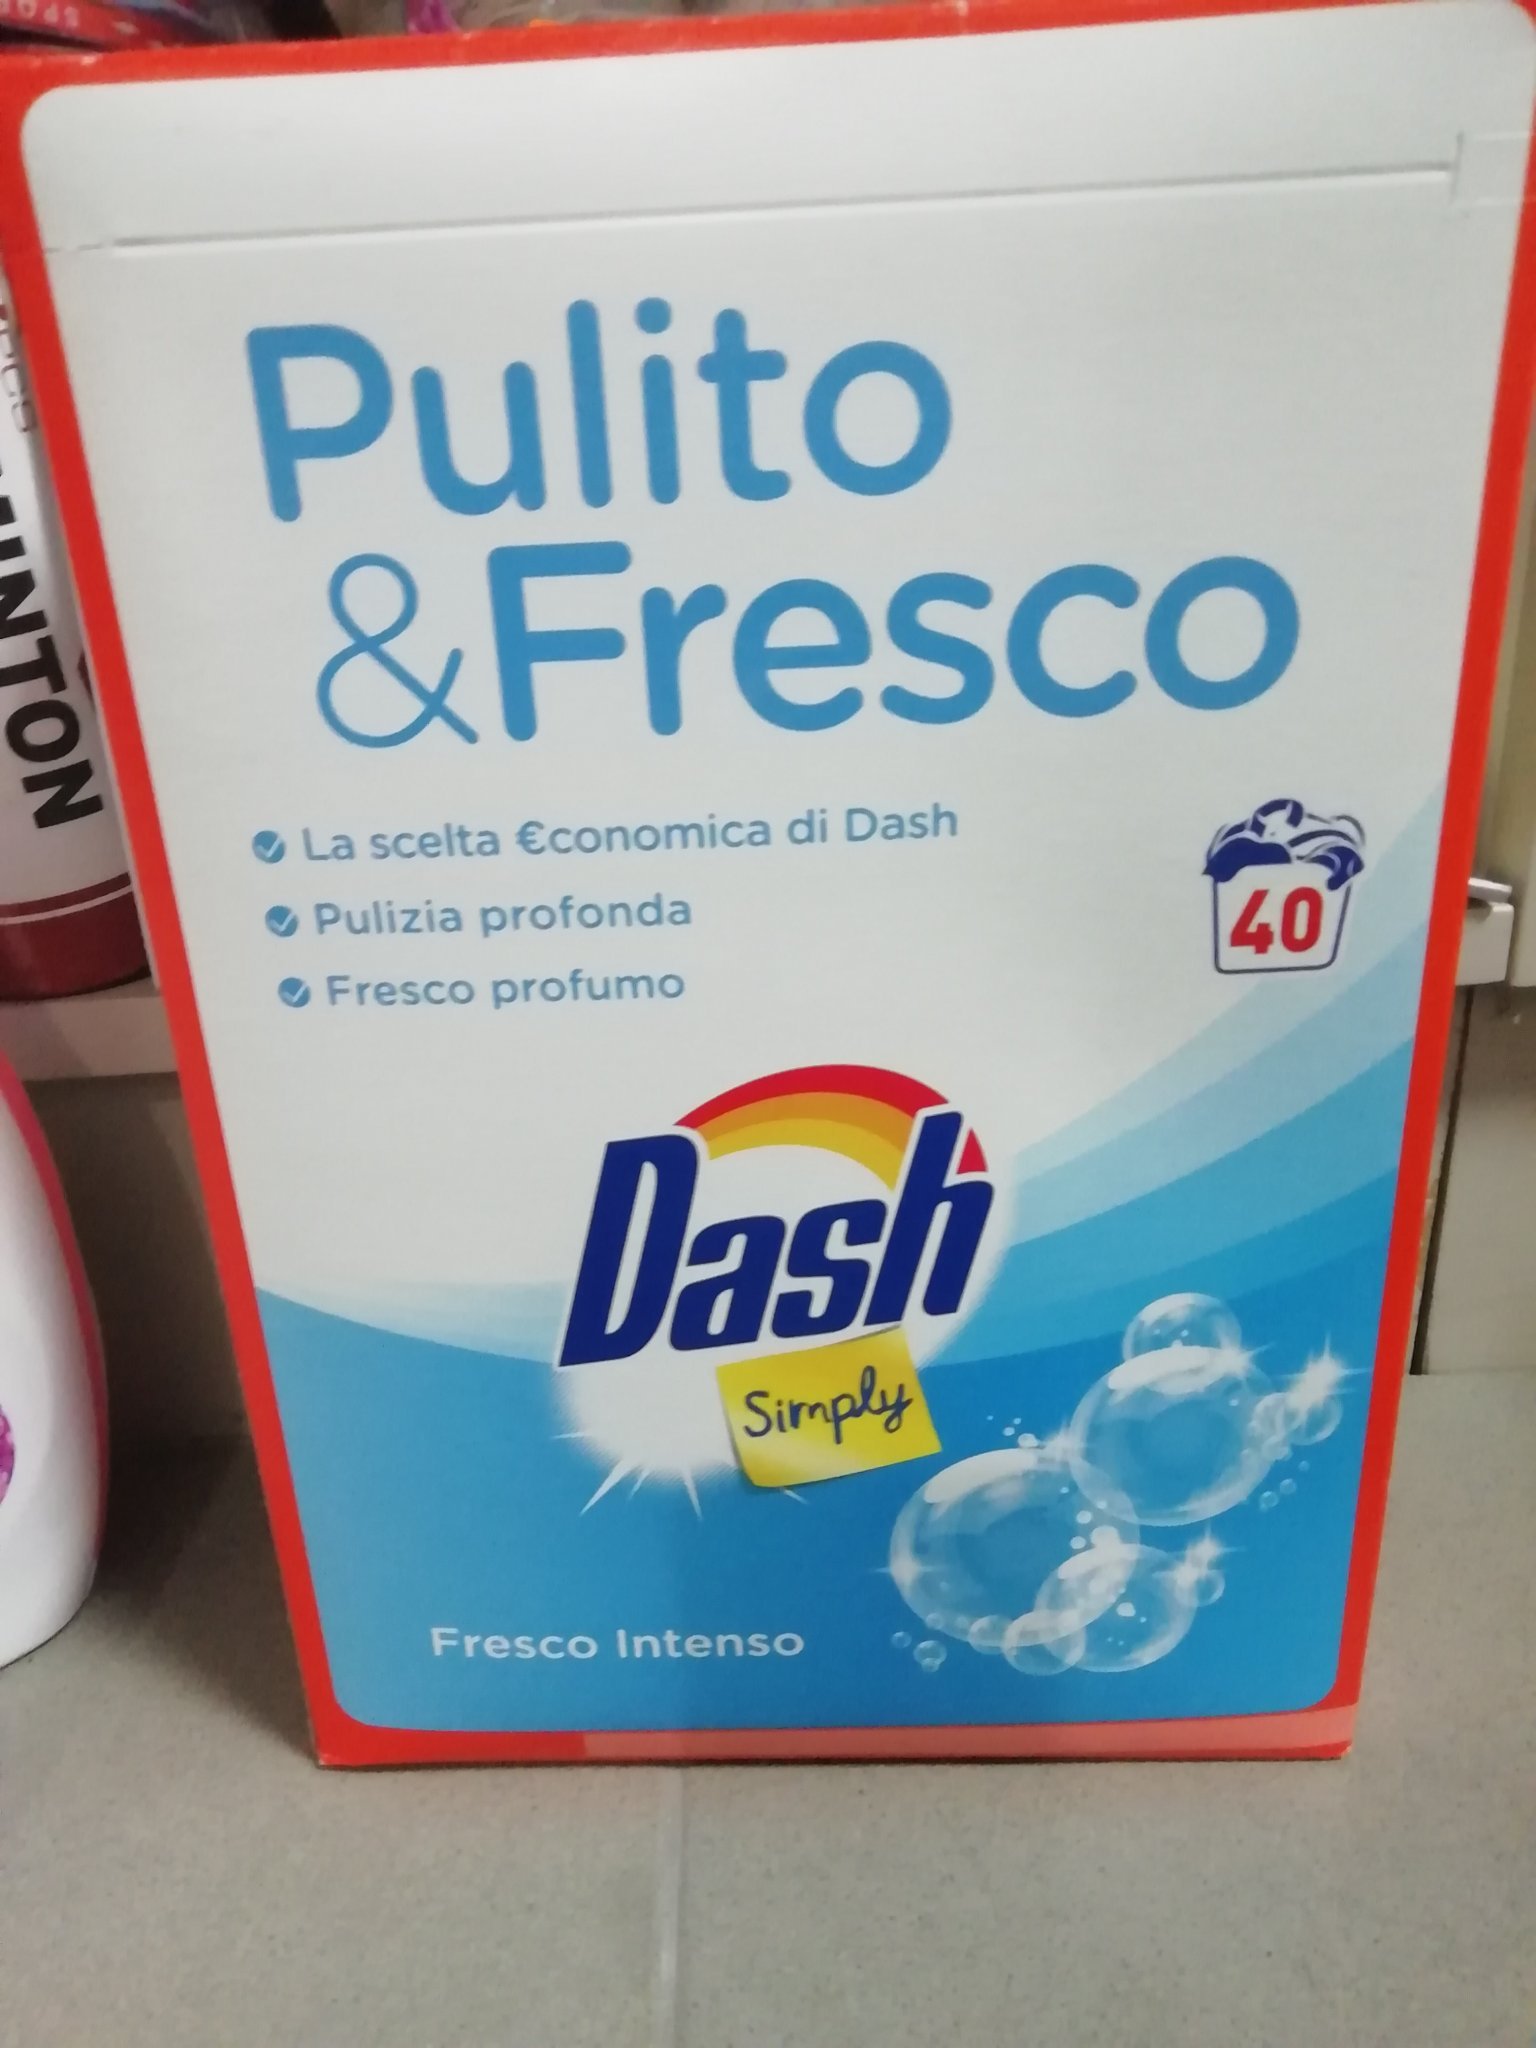 Pulito
&Fresco
La scelta €conomica di Dash
Pulizia profonda
Fresco profumo
40
Dash
Simply
Fresco Intenso